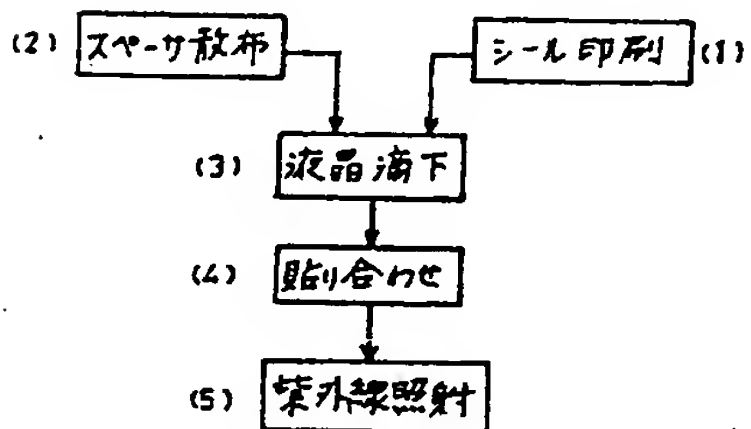 (2) スペーサ散布 シール印刷 (1)
(3) 液晶滴下
(4) 貼り合わせ
(5) 紫外線照射